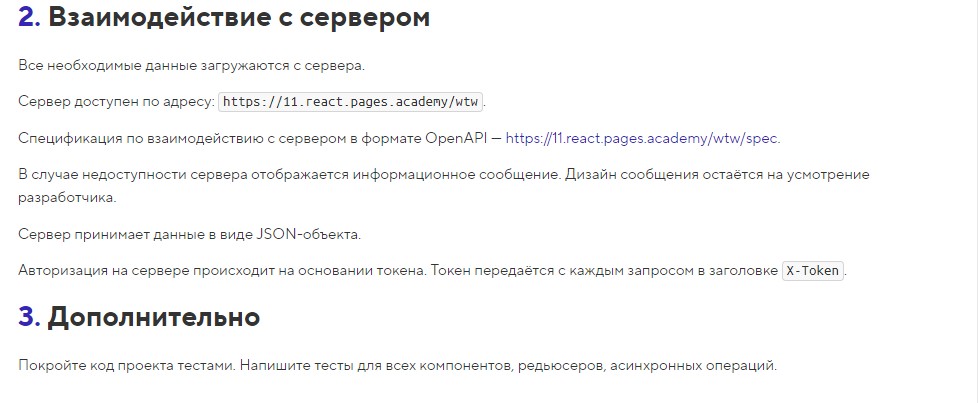 2. Взаимодействие с сервером
Все необходимые данные загружаются с сервера.
Сервер доступен по адресу: https://11.react.pages.academy/wtw.
Спецификация по взаимодействию с сервером в формате OpenAPI — https://11.react.pages.academy/wtw/spec.
В случае недоступности сервера отображается информационное сообщение. Дизайн сообщения остаётся на усмотрение
разработчика.
Сервер принимает данные в виде JSON-объекта.
Авторизация на сервере происходит на основании токена. Токен передаётся с каждым запросом в заголовке X-Token.
3. Дополнительно
Покройте код проекта тестами. Напишите тесты для всех компонентов, редьюсеров, асинхронных операций.